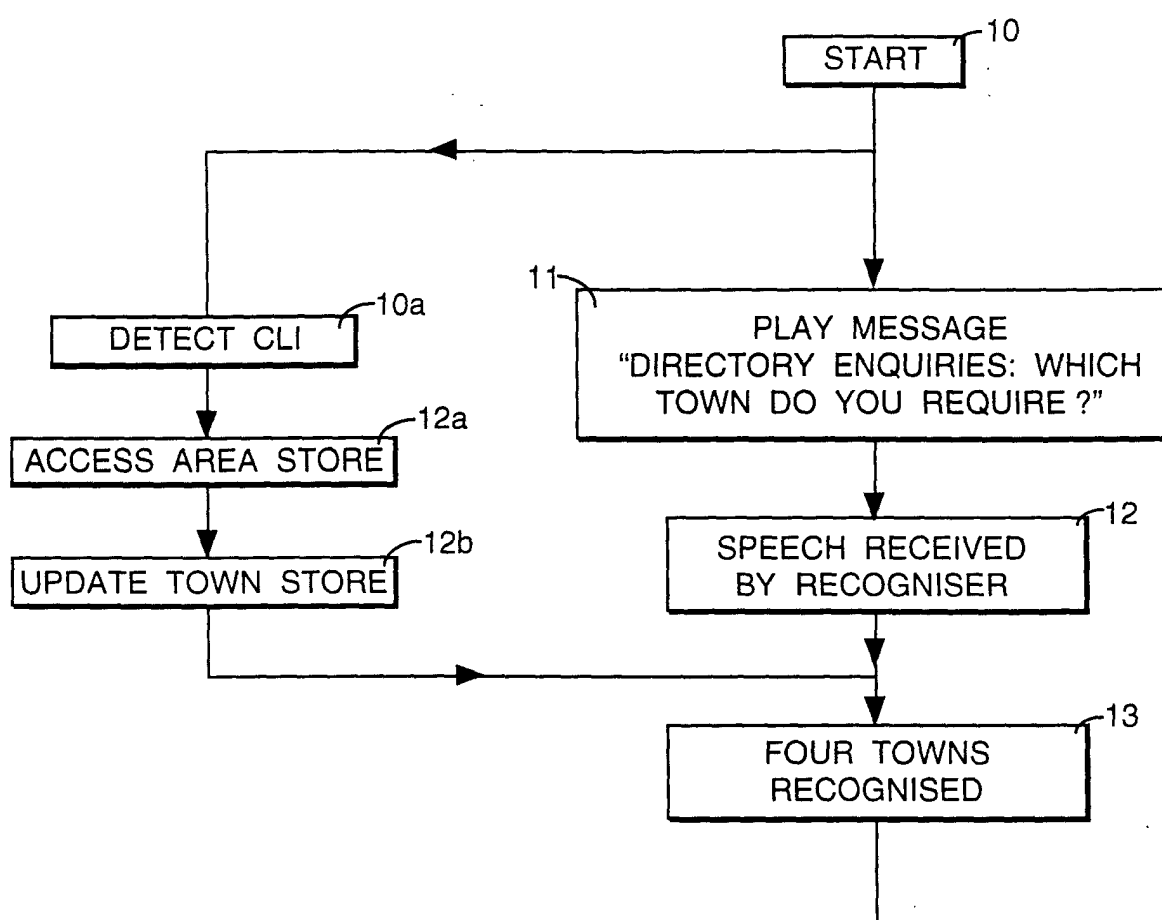 10
START
11
PLAY MESSAGE
“DIRECTORY ENQUIRIES: WHICH
TOWN DO YOU REQUIRE ?”
10a
DETECT CLI
12a
ACCESS AREA STORE
12b
UPDATE TOWN STORE
12
SPEECH RECEIVED
BY RECOGNISER
13
FOUR TOWNS
RECOGNISED